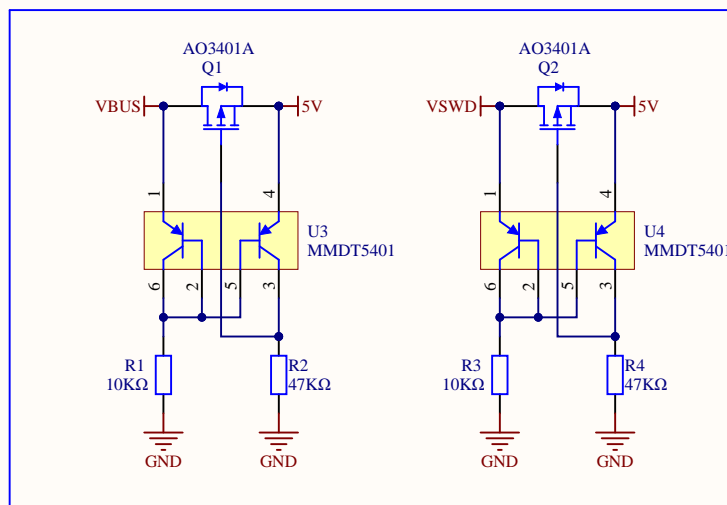 AO3401A
Q1
VBUS
5V
1
4
U3
MMDT5401
6
2
5
3
R1
10KΩ
R2
47KΩ
GND
GND
AO3401A
Q2
VSWD
5V
1
4
U4
MMDT5401
6
2
5
3
R3
10KΩ
R4
47KΩ
GND
GND